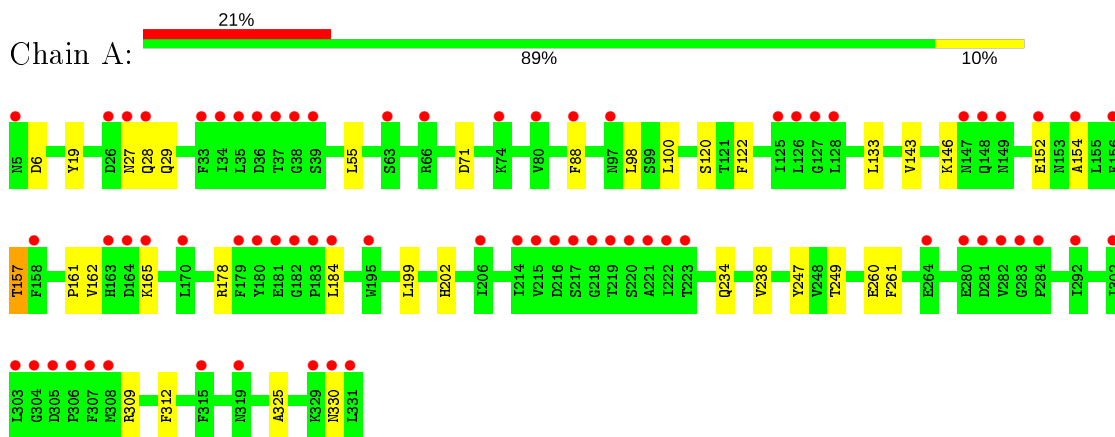 21%
Chain A:
89% 10%
N5 D6 Y19 D26 N27 Q28 Q29 F33 I34 L35 D36 T37 G38 S39 L55 S63 R66 D71 K74 V80 F88 N97 L98 S99 L100 S120 T121 F122 I125 L126 G127 L128 L133 V143 K146 N147 Q148 N149 E152 N153 A154 L155
T157 F158 P161 V162 H163 D164 K165 L170 R178 F179 Y180 E181 G182 P183 L184 W195 L199 H202 I206 I214 V215 D216 S217 G218 T219 S220 A221 I222 T223 Q234 V238 Y247 V248 T249 E260 F261 E264 E280 D281 V282 G283 P284 I292
L303 G304 D305 P306 F307 M308 R309 F312 F315 N319 A325 K329 N330 L331